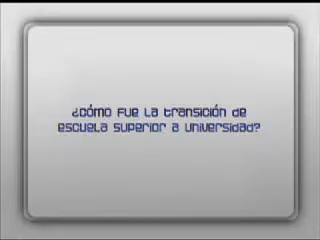 ¿Cómo fue la transición de
escuela superior a universidad?